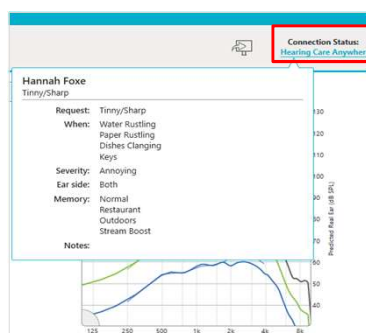 Connection Status:
Hearing Care Anywher
Hannah Foxe
Tinny/Sharp
Request: Tinny/Sharp
When: Water Rustling
Paper Rustling
Dishes Clanging
Keys
Severity: Annoying
Ear side: Both
Memory: Normal
Restaurant
Outdoors
Stream Boost
Notes:
130
120
110
100
90
80
70
60
50
40
Predicted Real Ear (dB SPL)
125 250 500 1k 2k 4k 8k